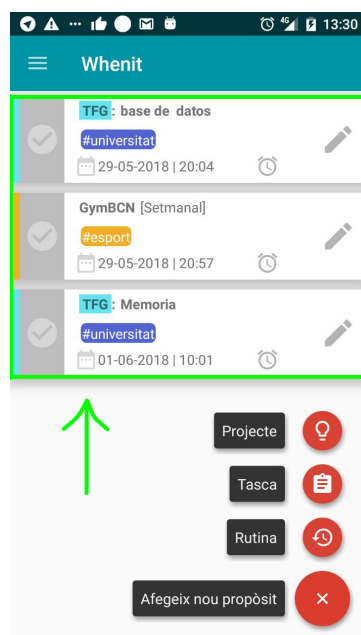 4G 13:30
Whenit
TFG : base de datos
#universitat
29-05-2018 | 20:04
GymBCN [Setmanal]
#esport
29-05-2018 | 20:57
TFG : Memoria
#universitat
01-06-2018 | 10:01
Projecte
Tasca
Rutina
Afegeix nou propòsit